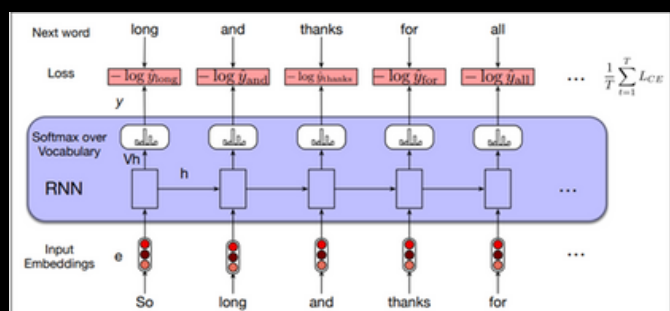 Next word long and thanks for all
Loss − log ŷlong − log ŷand − log ŷthanks − log ŷfor − log ŷall ... 1/T ∑ t=1 T LCE
y
Softmax over
Vocabulary
Vh
RNN h ...
Input
Embeddings e ...
So long and thanks for